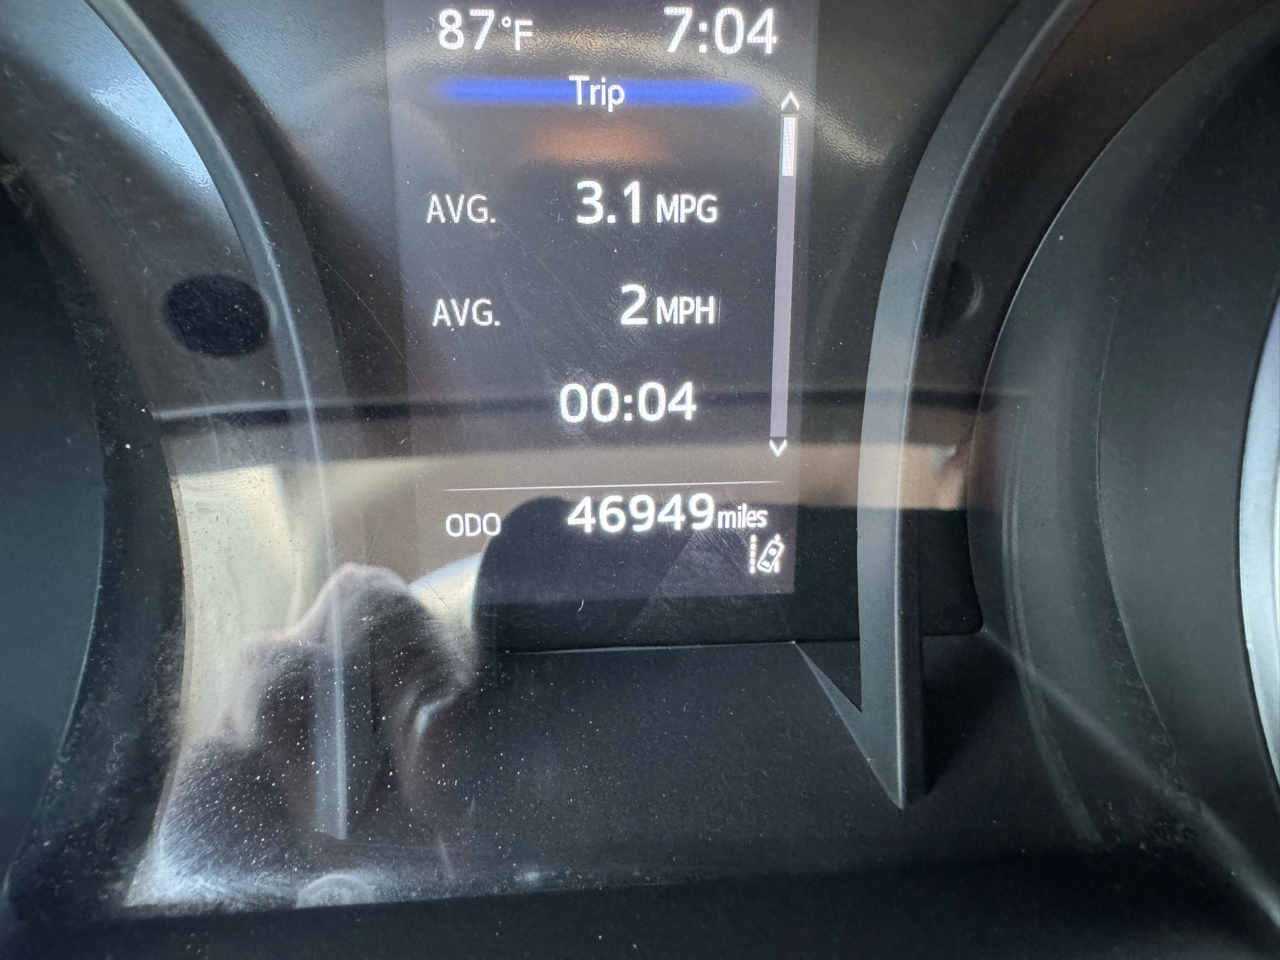 87°F 7:04
Trip
AVG. 3.1 MPG
AVG. 2 MPH
00:04
ODO 46949 miles